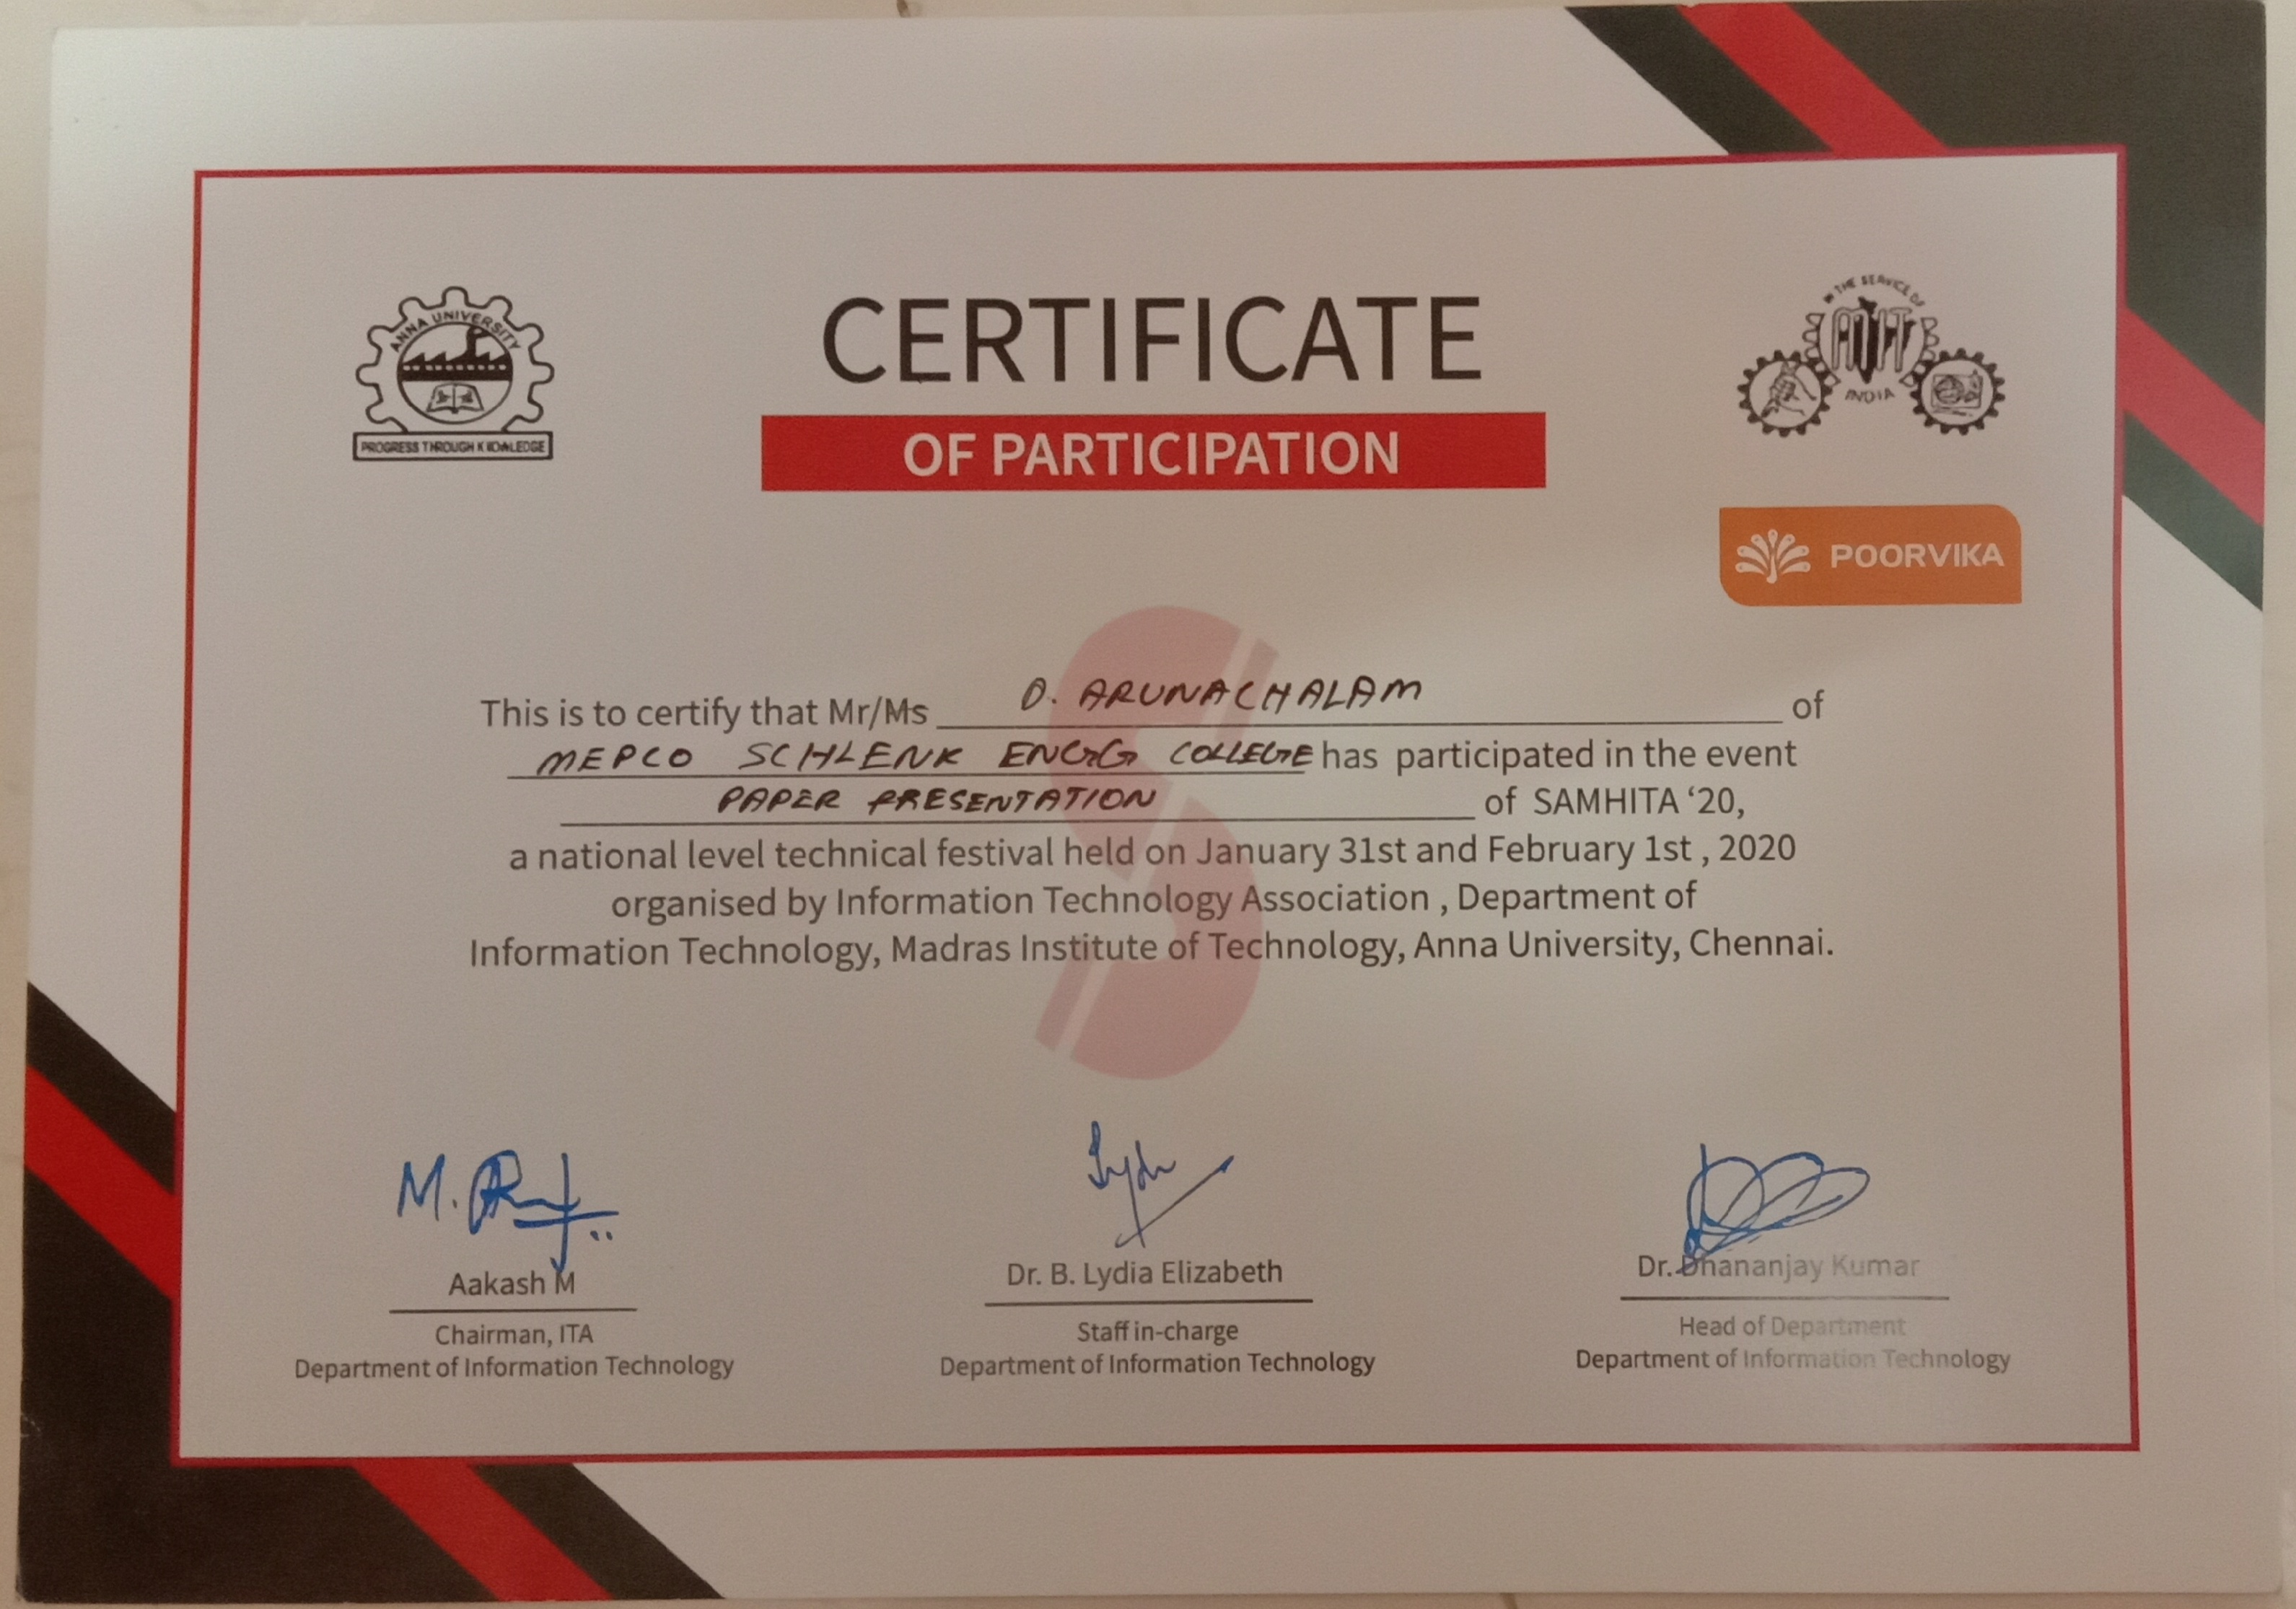 ANNA UNIVERSITY
PROGRESS THROUGH KNOWLEDGE
CERTIFICATE
OF PARTICIPATION
IN THE SERVICE OF
MIT
INDIA
POORVIKA
This is to certify that Mr/Ms D. ARUNACHALAM of
MEPCO SCHLENK ENGG COLLEGE has participated in the event
PAPER PRESENTATION of SAMHITA ‘20,
a national level technical festival held on January 31st and February 1st , 2020
organised by Information Technology Association , Department of
Information Technology, Madras Institute of Technology, Anna University, Chennai.
Aakash M
Chairman, ITA
Department of Information Technology
Dr. B. Lydia Elizabeth
Staff in-charge
Department of Information Technology
Dr. Dhananjay Kumar
Head of Department
Department of Information Technology